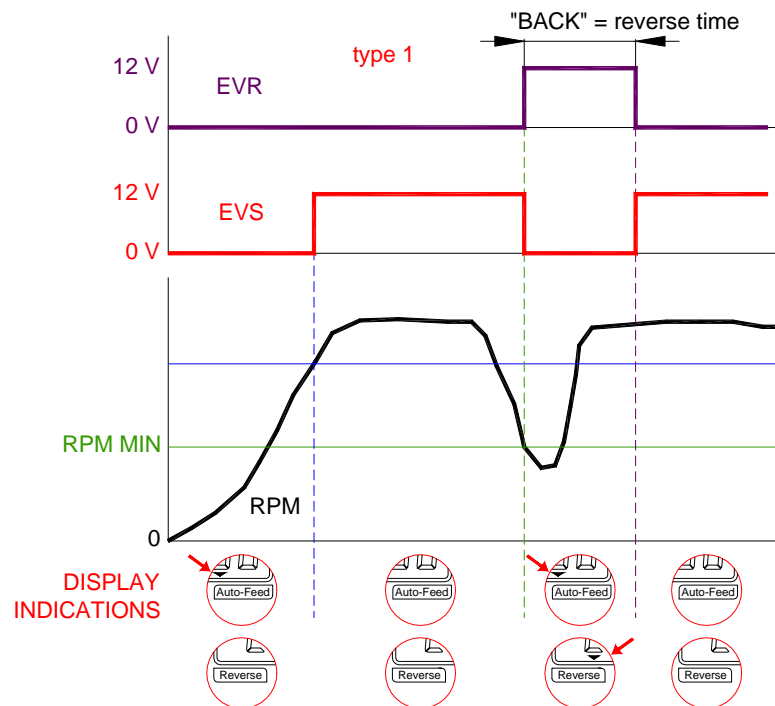 "BACK" = reverse time
type 1
12 V
EVR
0 V
12 V
EVS
0 V
RPM MIN
RPM
0
DISPLAY
INDICATIONS
Auto-Feed
Auto-Feed
Auto-Feed
Auto-Feed
Reverse
Reverse
Reverse
Reverse